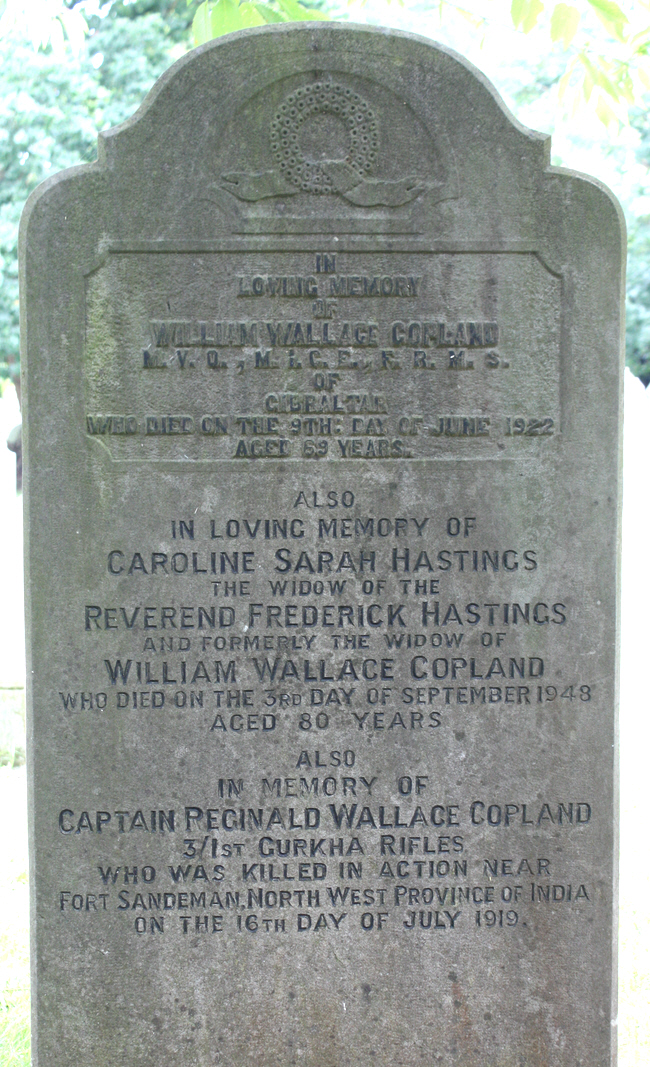 IN
LOVING MEMORY
OF
WILLIAM WALLACE COPLAND
M. V. O., M. I. C. E., F. R. M. S.
OF
GIBRALTAR
WHO DIED ON THE 9TH: DAY OF JUNE 1922
AGED 69 YEARS.
ALSO
IN LOVING MEMORY OF
CAROLINE SARAH HASTINGS
THE WIDOW OF THE
REVEREND FREDERICK HASTINGS
AND FORMERLY THE WIDOW OF
WILLIAM WALLACE COPLAND
WHO DIED ON THE 3RD DAY OF SEPTEMBER 1948
AGED 80 YEARS
ALSO
IN MEMORY OF
CAPTAIN REGINALD WALLACE COPLAND
3/1ST GURKHA RIFLES
WHO WAS KILLED IN ACTION NEAR
FORT SANDEMAN, NORTH WEST PROVINCE OF INDIA
ON THE 16TH DAY OF JULY 1919.